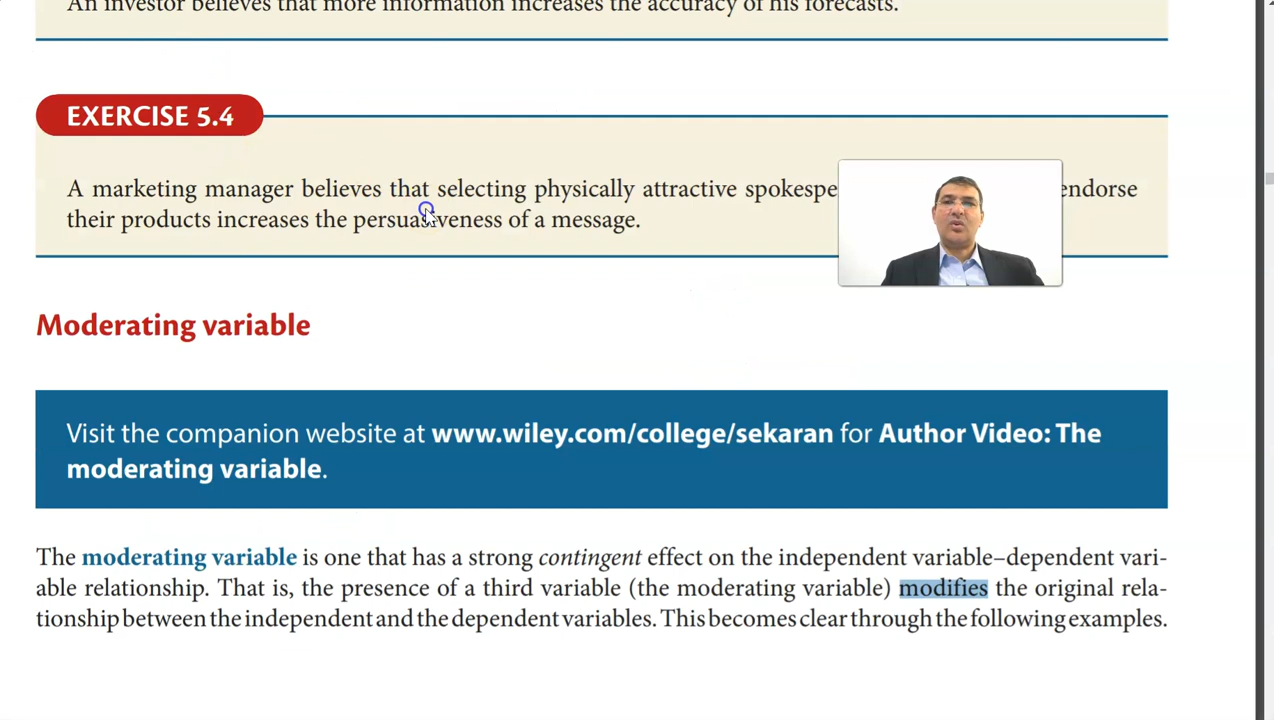 An investor believes that more information increases the accuracy of his forecasts.
EXERCISE 5.4
A marketing manager believes that selecting physically attractive endorse
their products increases the persuasiveness of a message.
Moderating variable
Visit the companion website at www.wiley.com/college/sekaran for Author Video: The
moderating variable.
The moderating variable is one that has a strong contingent effect on the independent variable–dependent vari-
able relationship. That is, the presence of a third variable (the moderating variable) modifies the original rela-
tionship between the independent and the dependent variables. This becomes clear through the following examples.